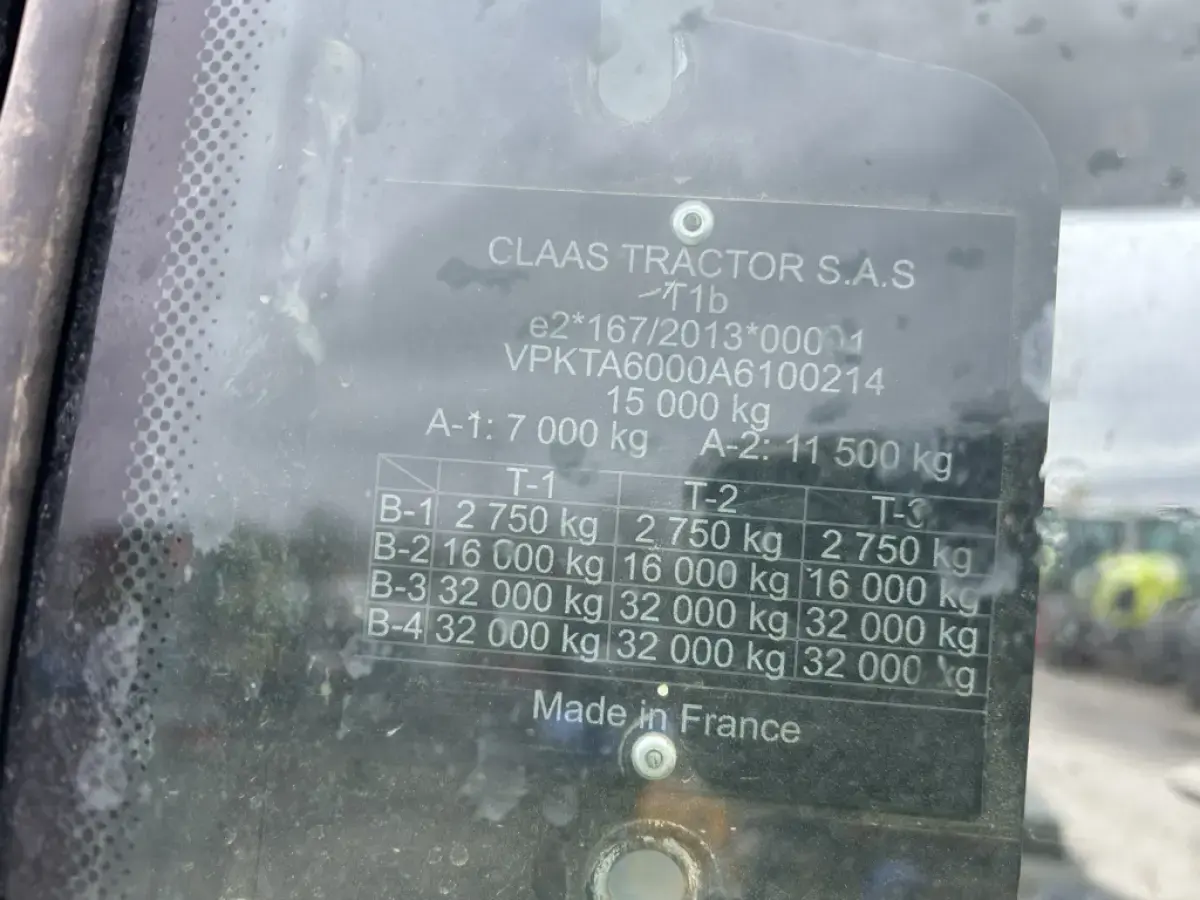 CLAAS TRACTOR S.A.S
T1b
VPKTA6000A6100214
15 000 kg
A-1: 7 000 kg A-2: 11 500 kg
T-1 T-2 T-3
B-1 2 750 kg 2 750 kg 2 750 kg
B-2 16 000 kg 16 000 kg 16 000 kg
B-3 32 000 kg 32 000 kg 32 000 kg
B-4 32 000 kg 32 000 kg 32 000 kg
Made in France